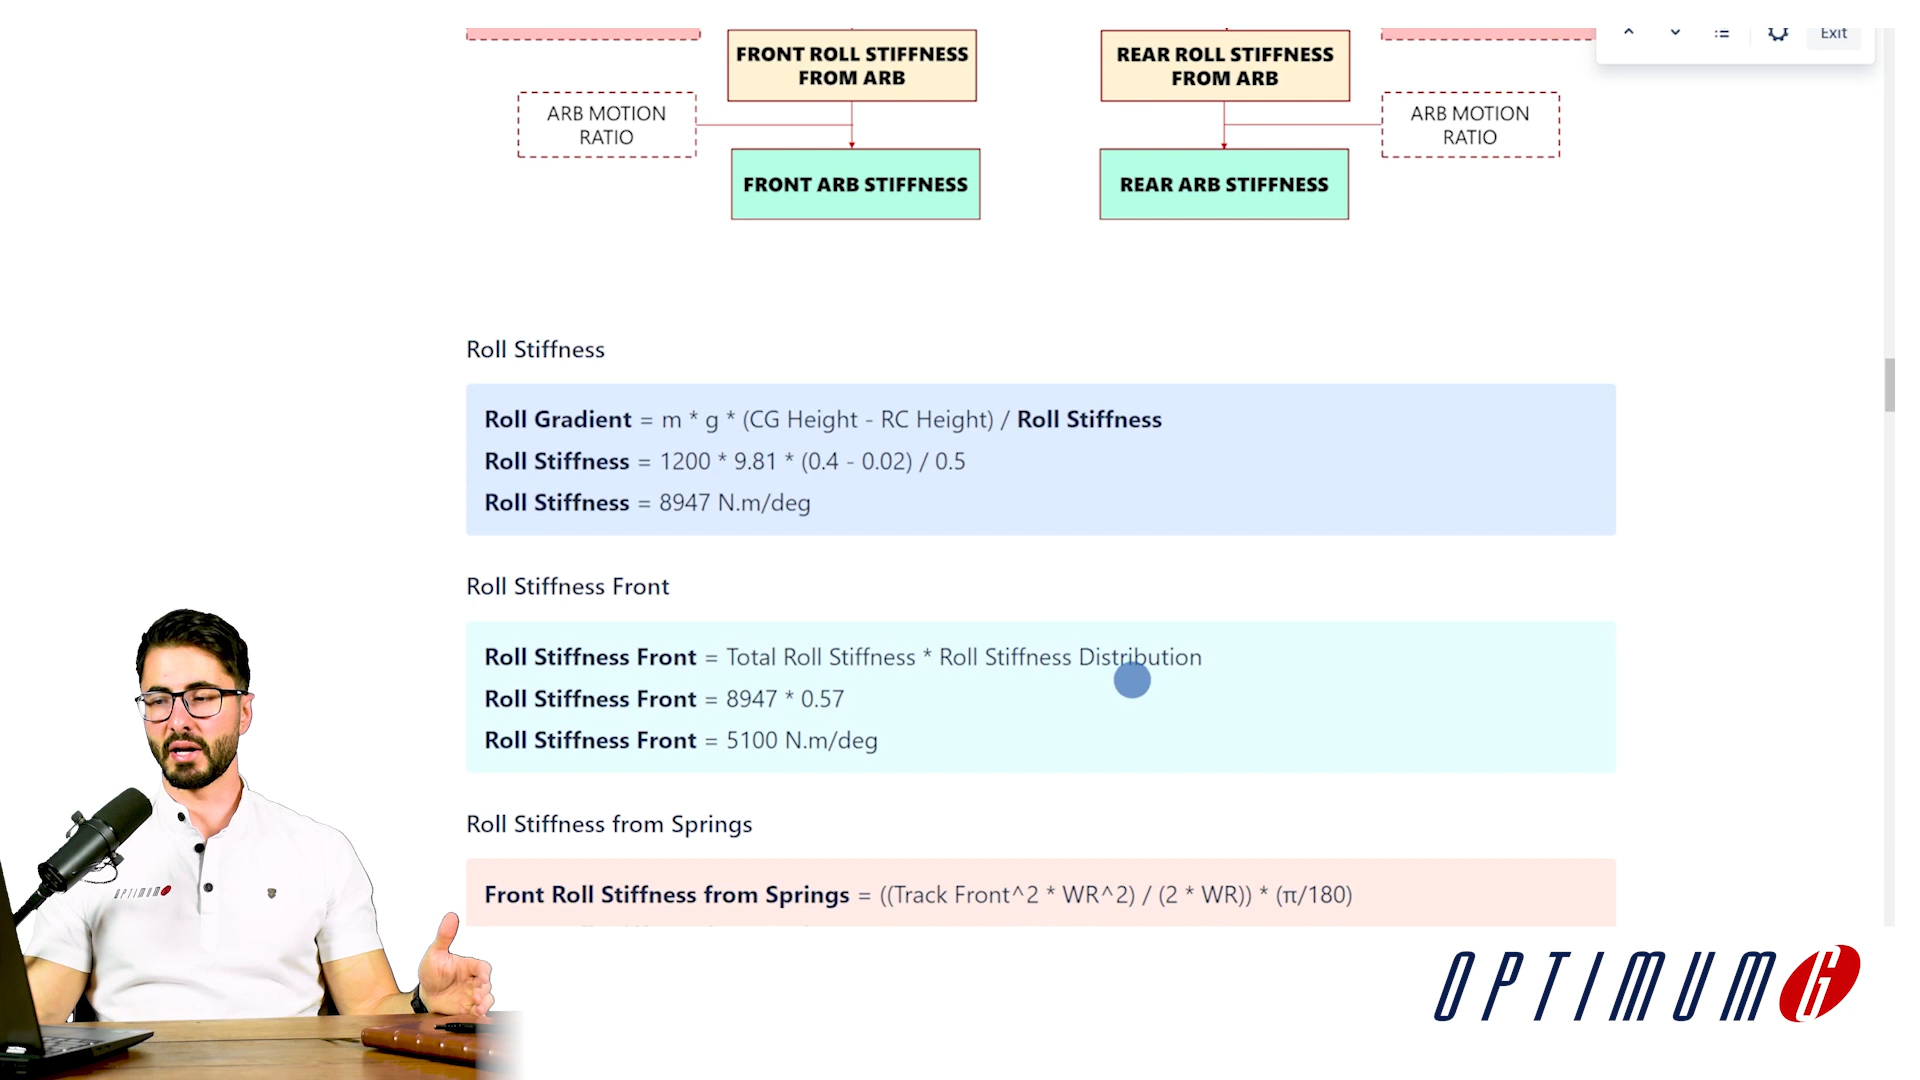 FRONT ROLL STIFFNESS
FROM ARB
REAR ROLL STIFFNESS
FROM ARB
Exit
ARB MOTION
RATIO
ARB MOTION
RATIO
FRONT ARB STIFFNESS
REAR ARB STIFFNESS
Roll Stiffness
Roll Gradient = m * g * (CG Height - RC Height) / Roll Stiffness
Roll Stiffness = 1200 * 9.81 * (0.4 - 0.02) / 0.5
Roll Stiffness = 8947 N.m/deg
Roll Stiffness Front
Roll Stiffness Front = Total Roll Stiffness * Roll Stiffness Distribution
Roll Stiffness Front = 8947 * 0.57
Roll Stiffness Front = 5100 N.m/deg
Roll Stiffness from Springs
Front Roll Stiffness from Springs = ((Track Front^2 * WR^2) / (2 * WR)) * (π/180)
OPTIMUM
OPTIMUM G